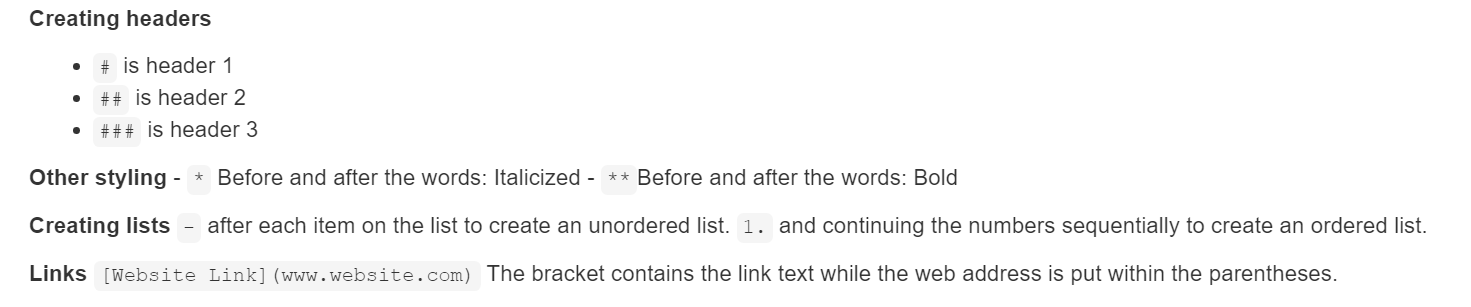 Creating headers
# is header 1
## is header 2
### is header 3
Other styling - * Before and after the words: Italicized - ** Before and after the words: Bold
Creating lists - after each item on the list to create an unordered list. 1. and continuing the numbers sequentially to create an ordered list.
Links [Website Link](www.website.com) The bracket contains the link text while the web address is put within the parentheses.